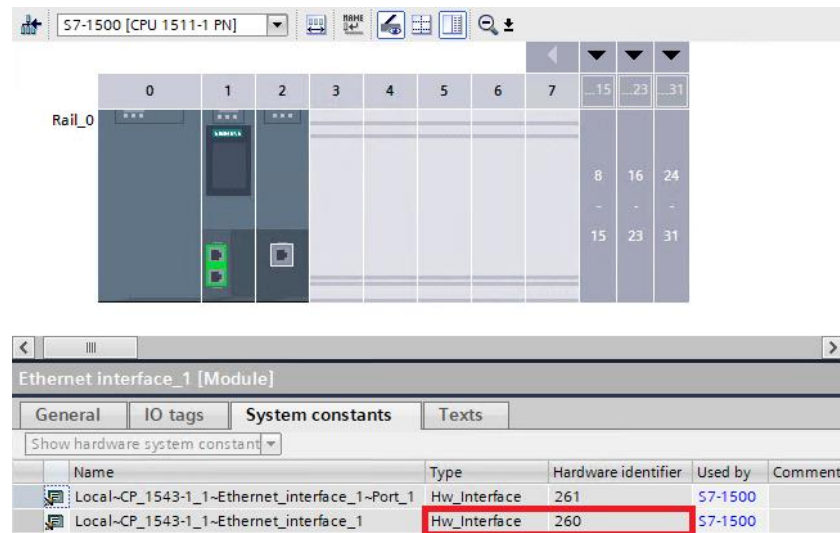 S7-1500 [CPU 1511-1 PN]
0 1 2 3 4 5 6 7 ...15 ...23 ...31
Rail_0
SIEMENS
8 16 24
- - -
15 23 31
Ethernet interface_1 [Module]
General IO tags System constants Texts
Show hardware system constant
Name Type Hardware identifier Used by Comment
Local~CP_1543-1_1~Ethernet_interface_1~Port_1 Hw_Interface 261 S7-1500
Local~CP_1543-1_1~Ethernet_interface_1 Hw_Interface 260 S7-1500